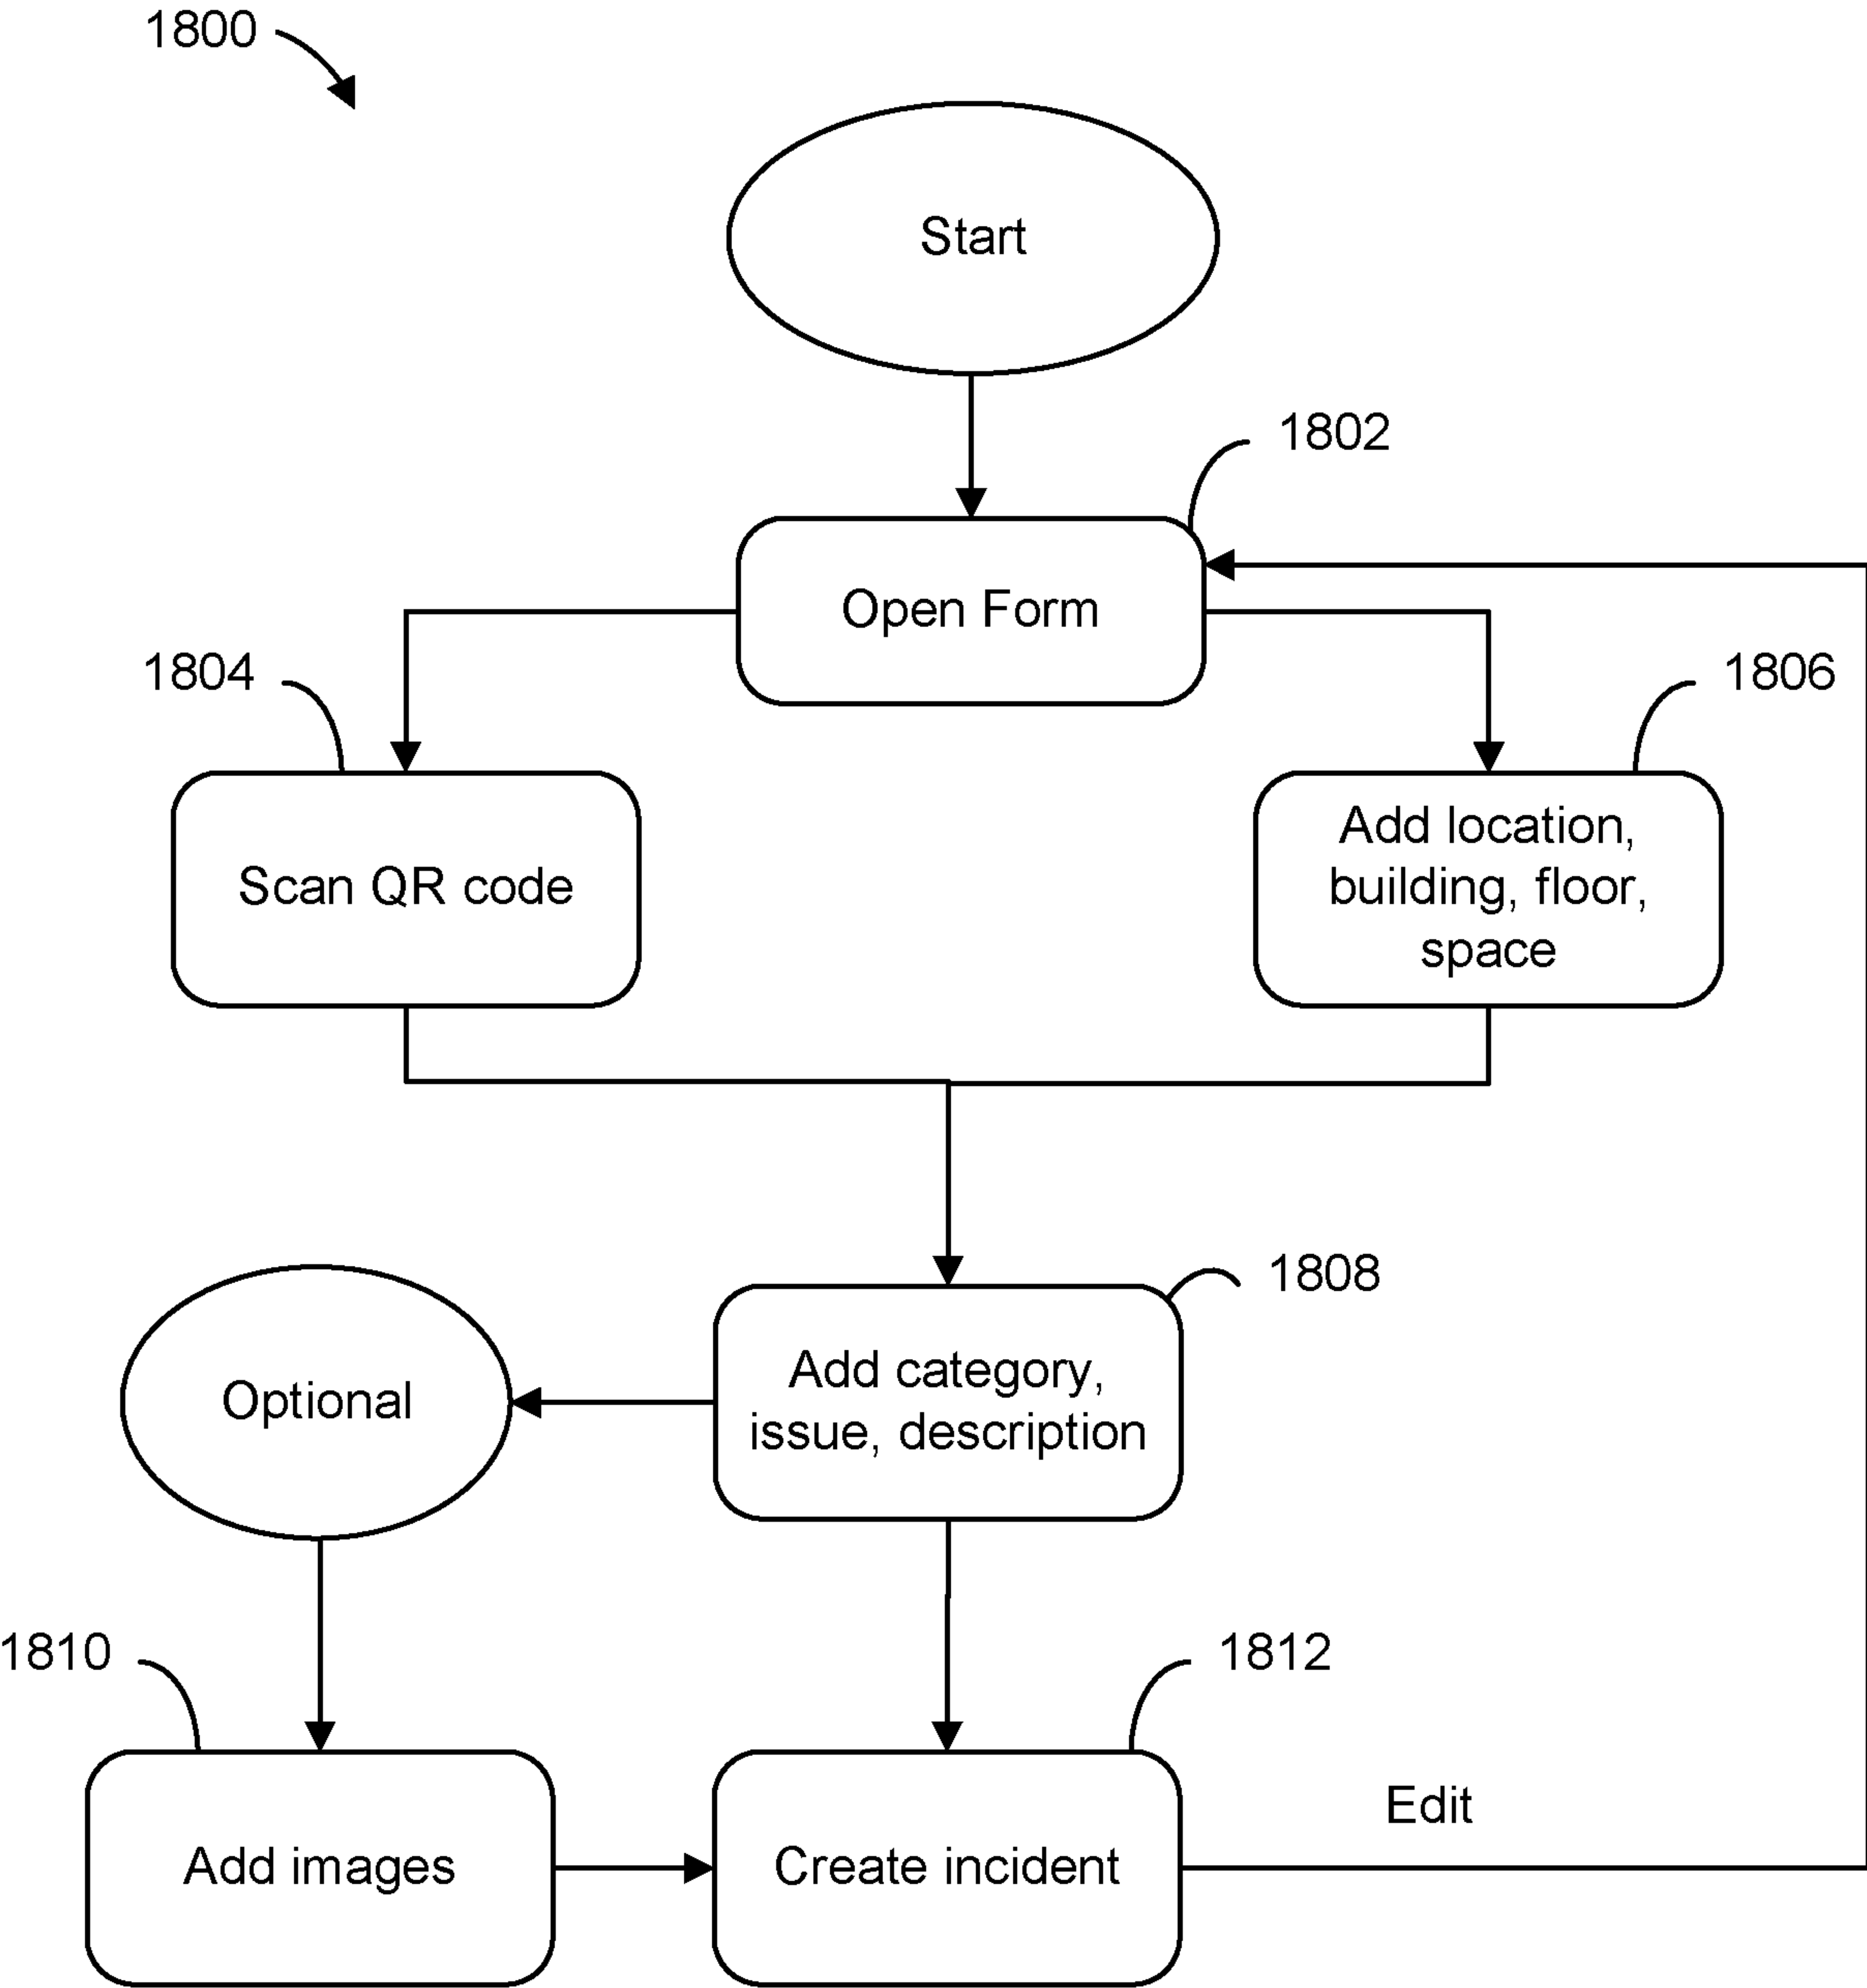 1800
Start
1802
Open Form
1804
1806
Scan QR code
Add location,
building, floor,
space
1808
Optional
Add category,
issue, description
1810
1812
Edit
Add images
Create incident